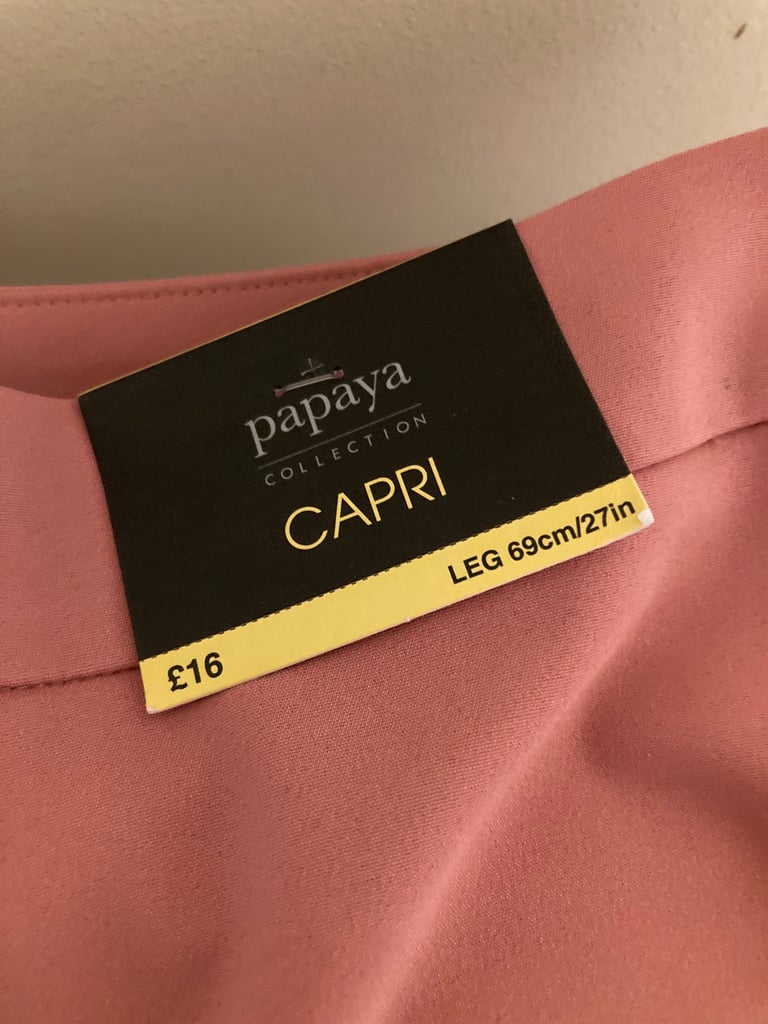 papaya
COLLECTION
CAPRI
LEG 69cm/27in
£16